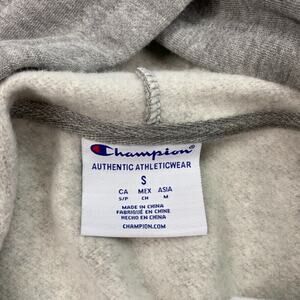 Champion
AUTHENTIC ATHLETICWEAR
S
CA MEX ASIA
S/P CH M
MADE IN CHINA
FABRIQUÉ EN CHINE
HECHO EN CHINA
CHAMPION.COM